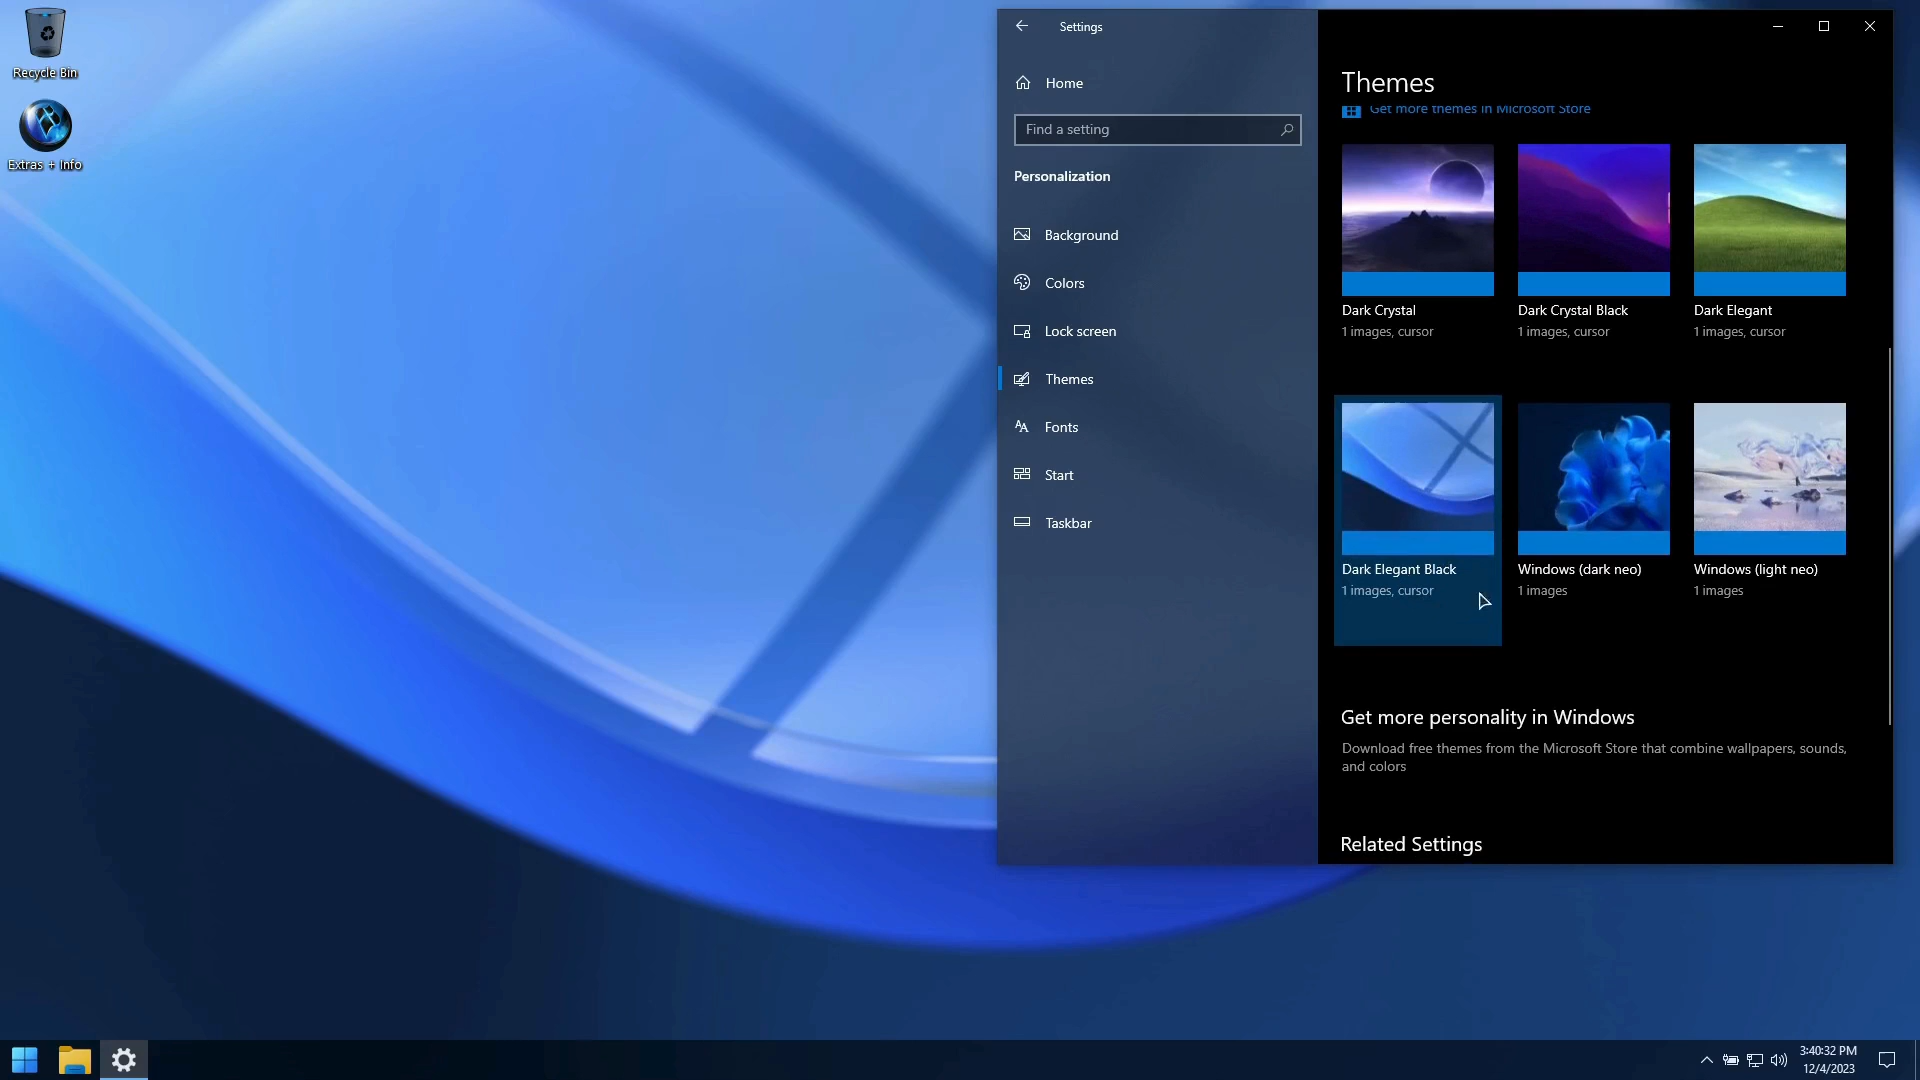 Recycle Bin
Extras + Info
Settings
Home
Find a setting
Personalization
Background
Colors
Lock screen
Themes
Fonts
Start
Taskbar
Themes
Get more themes in Microsoft Store
Dark Crystal
1 images, cursor
Dark Crystal Black
1 images, cursor
Dark Elegant
1 images, cursor
Dark Elegant Black
1 images, cursor
Windows (dark neo)
1 images
Windows (light neo)
1 images
Get more personality in Windows
Download free themes from the Microsoft Store that combine wallpapers, sounds,
and colors
Related Settings
3:40:32 PM
12/4/2023